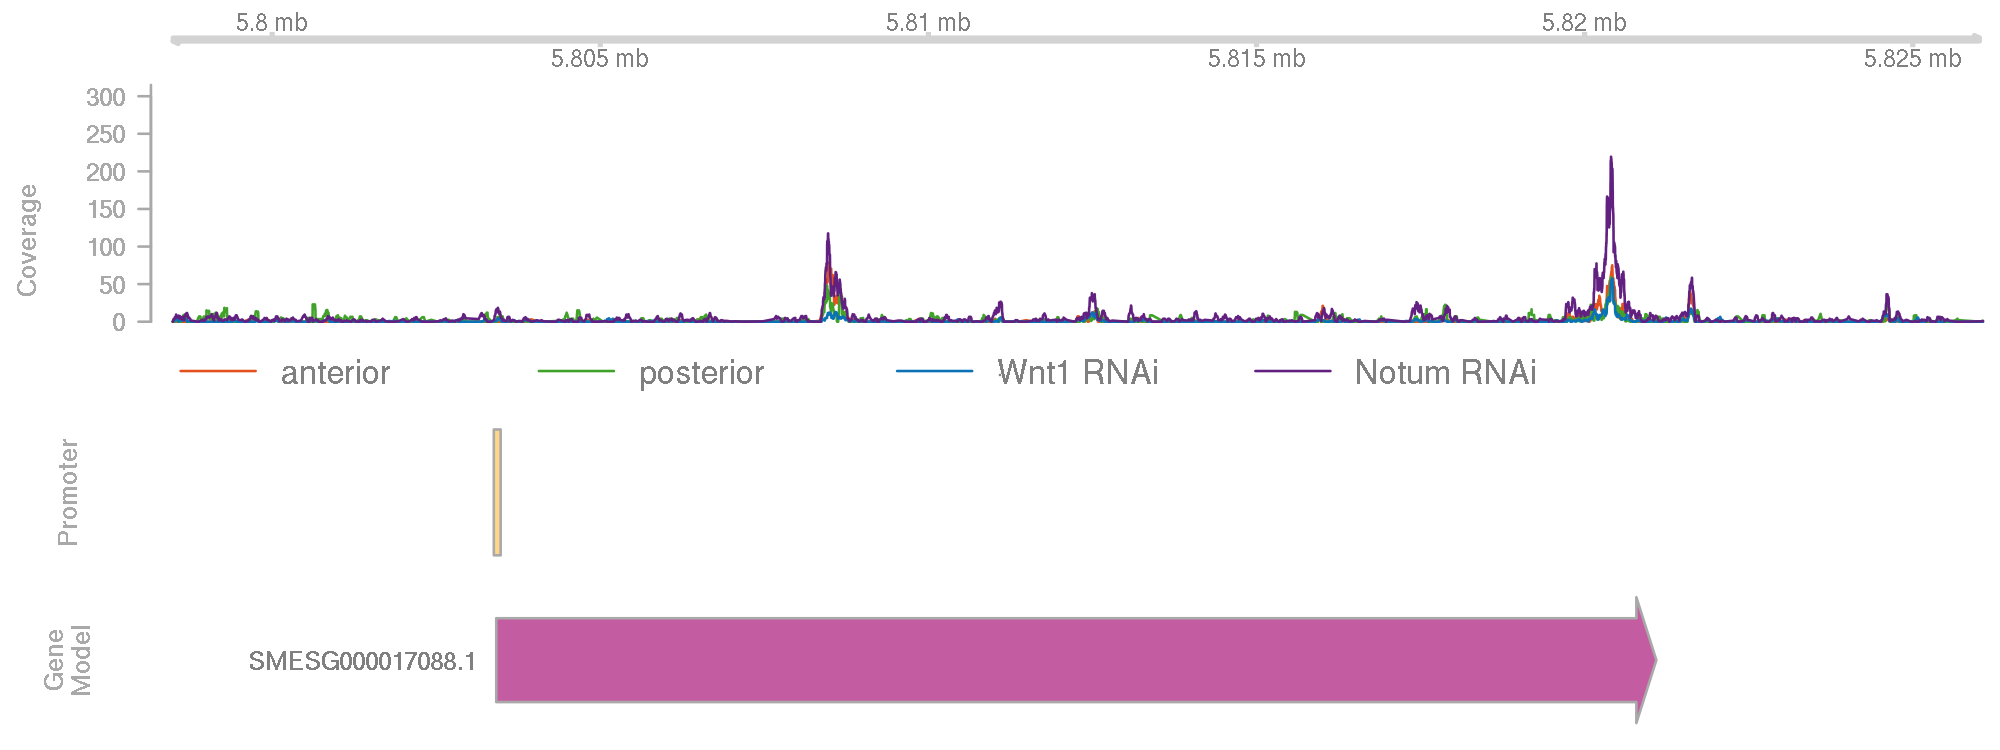 5.8 mb 5.81 mb 5.82 mb
5.805 mb 5.815 mb 5.825 mb
Coverage
300
250
200
150
100
50
0
anterior posterior Wnt1 RNAi Notum RNAi
Promoter
Gene
Model
SMESG000017088.1